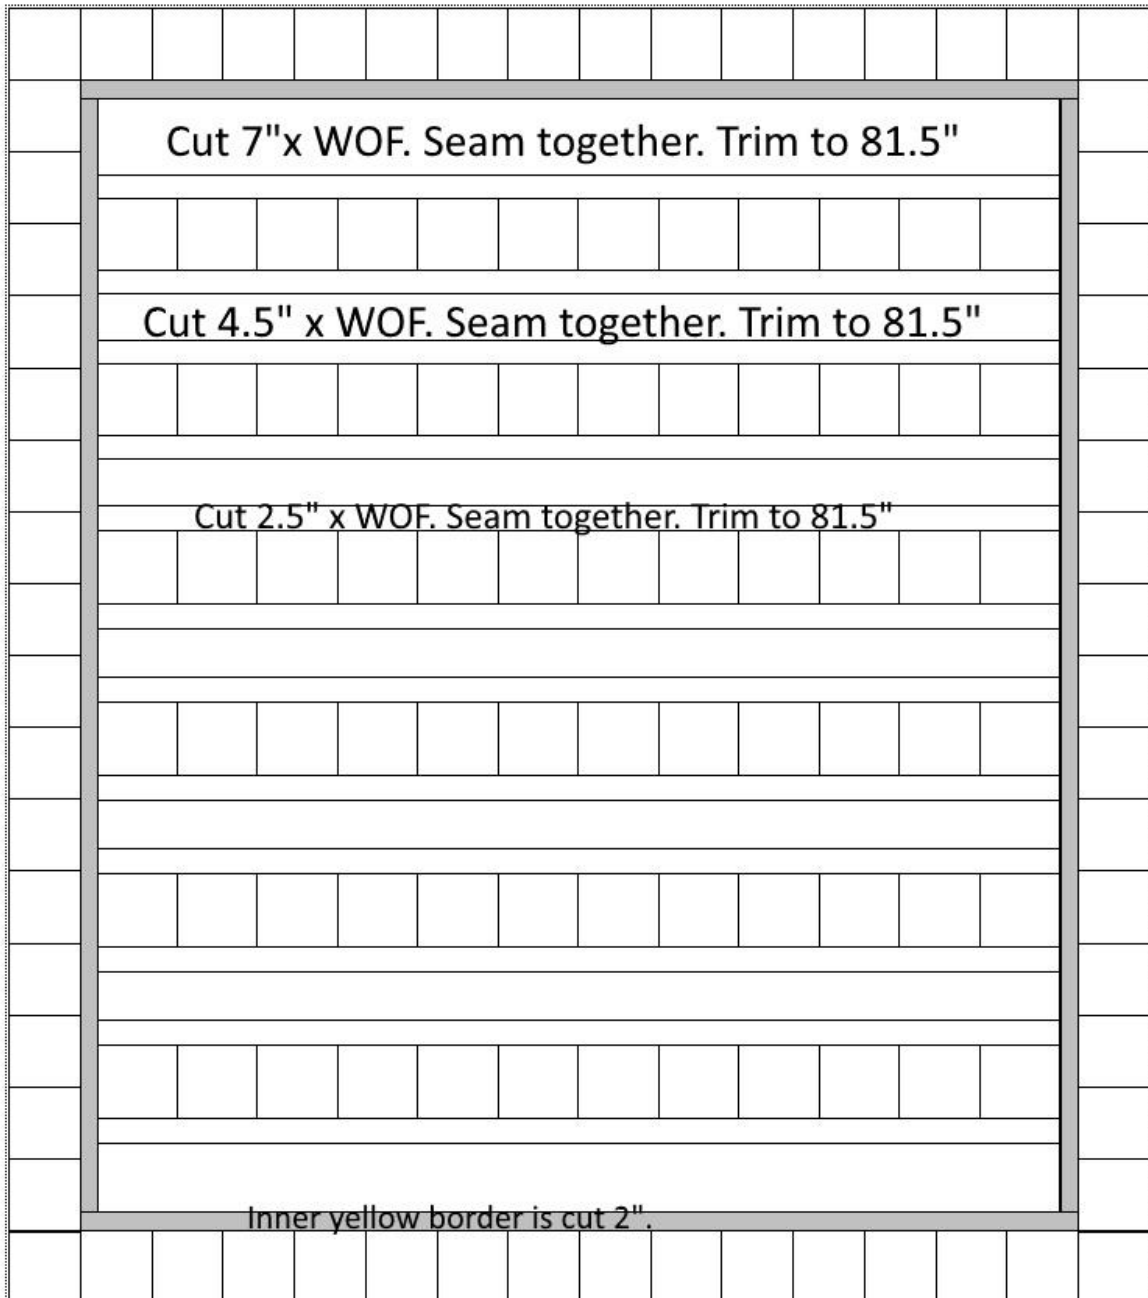 Cut 7"x WOF. Seam together. Trim to 81.5"
Cut 4.5" x WOF. Seam together. Trim to 81.5"
Cut 2.5" x WOF. Seam together. Trim to 81.5"
Inner yellow border is cut 2".